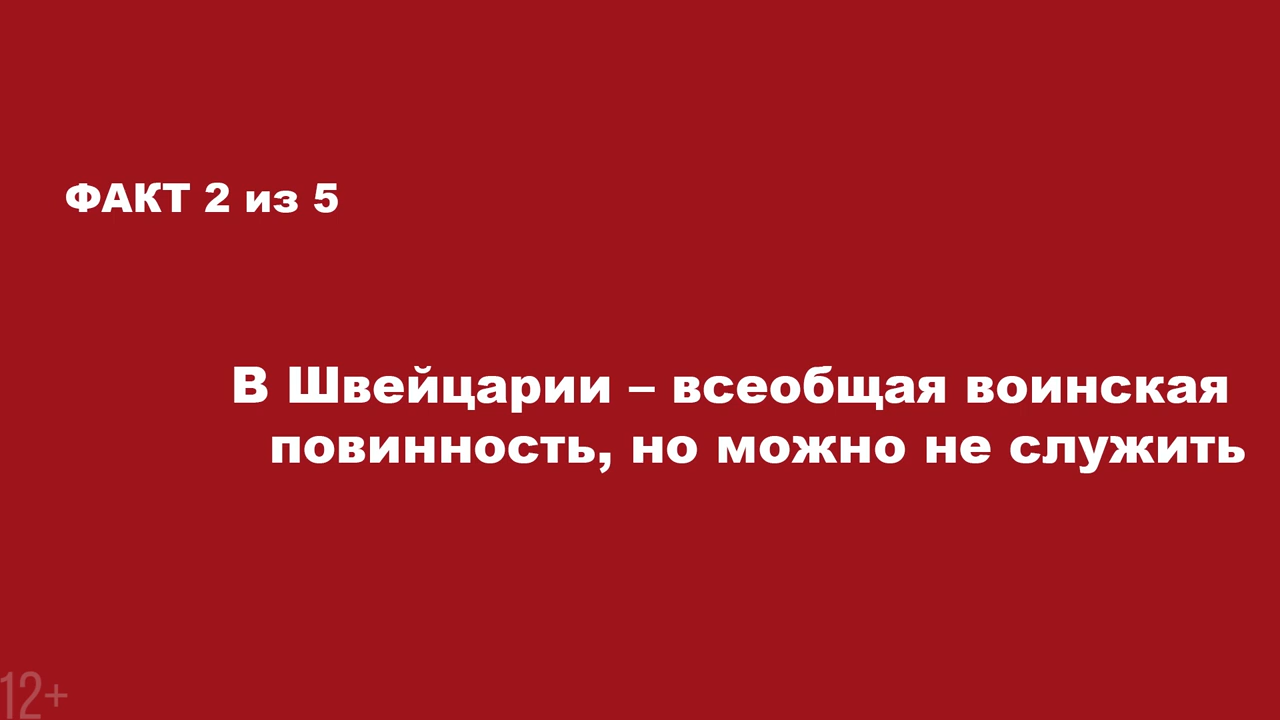 ФАКТ 2 из 5
В Швейцарии – всеобщая воинская
повинность, но можно не служить
12+